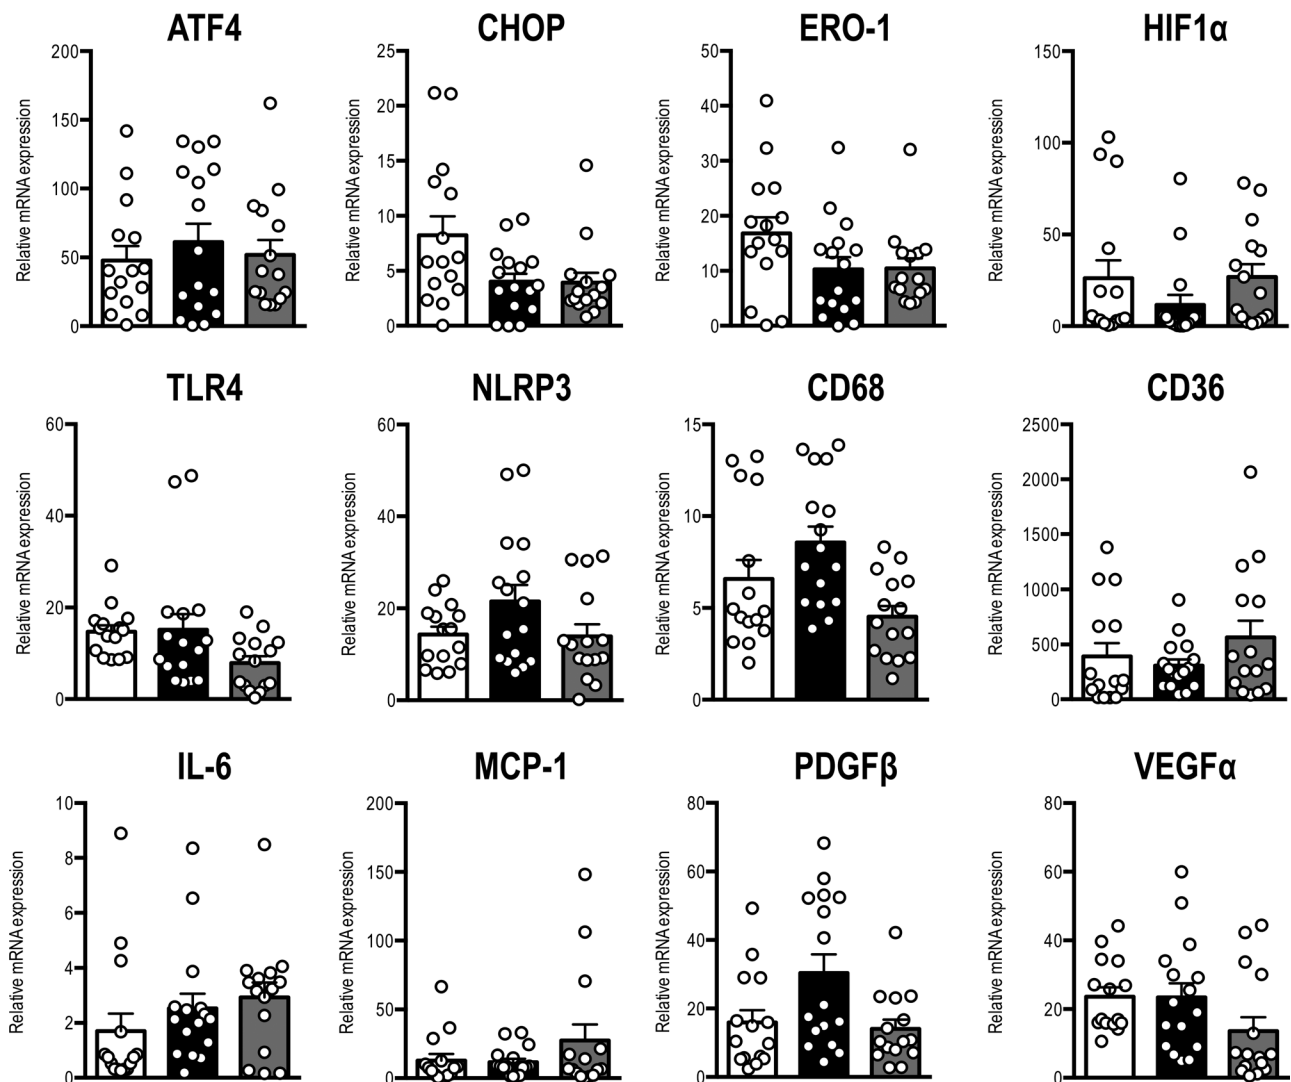 ATF4
Relative mRNA expression
200
150
100
50
0
CHOP
Relative mRNA expression
25
20
15
10
5
0
ERO-1
Relative mRNA expression
50
40
30
20
10
0
HIF1α
Relative mRNA expression
150
100
50
0
TLR4
Relative mRNA expression
60
40
20
0
NLRP3
Relative mRNA expression
60
40
20
0
CD68
Relative mRNA expression
15
10
5
0
CD36
Relative mRNA expression
2500
2000
1500
1000
500
0
IL-6
Relative mRNA expression
10
8
6
4
2
0
MCP-1
Relative mRNA expression
200
150
100
50
0
PDGFβ
Relative mRNA expression
80
60
40
20
0
VEGFα
Relative mRNA expression
80
60
40
20
0